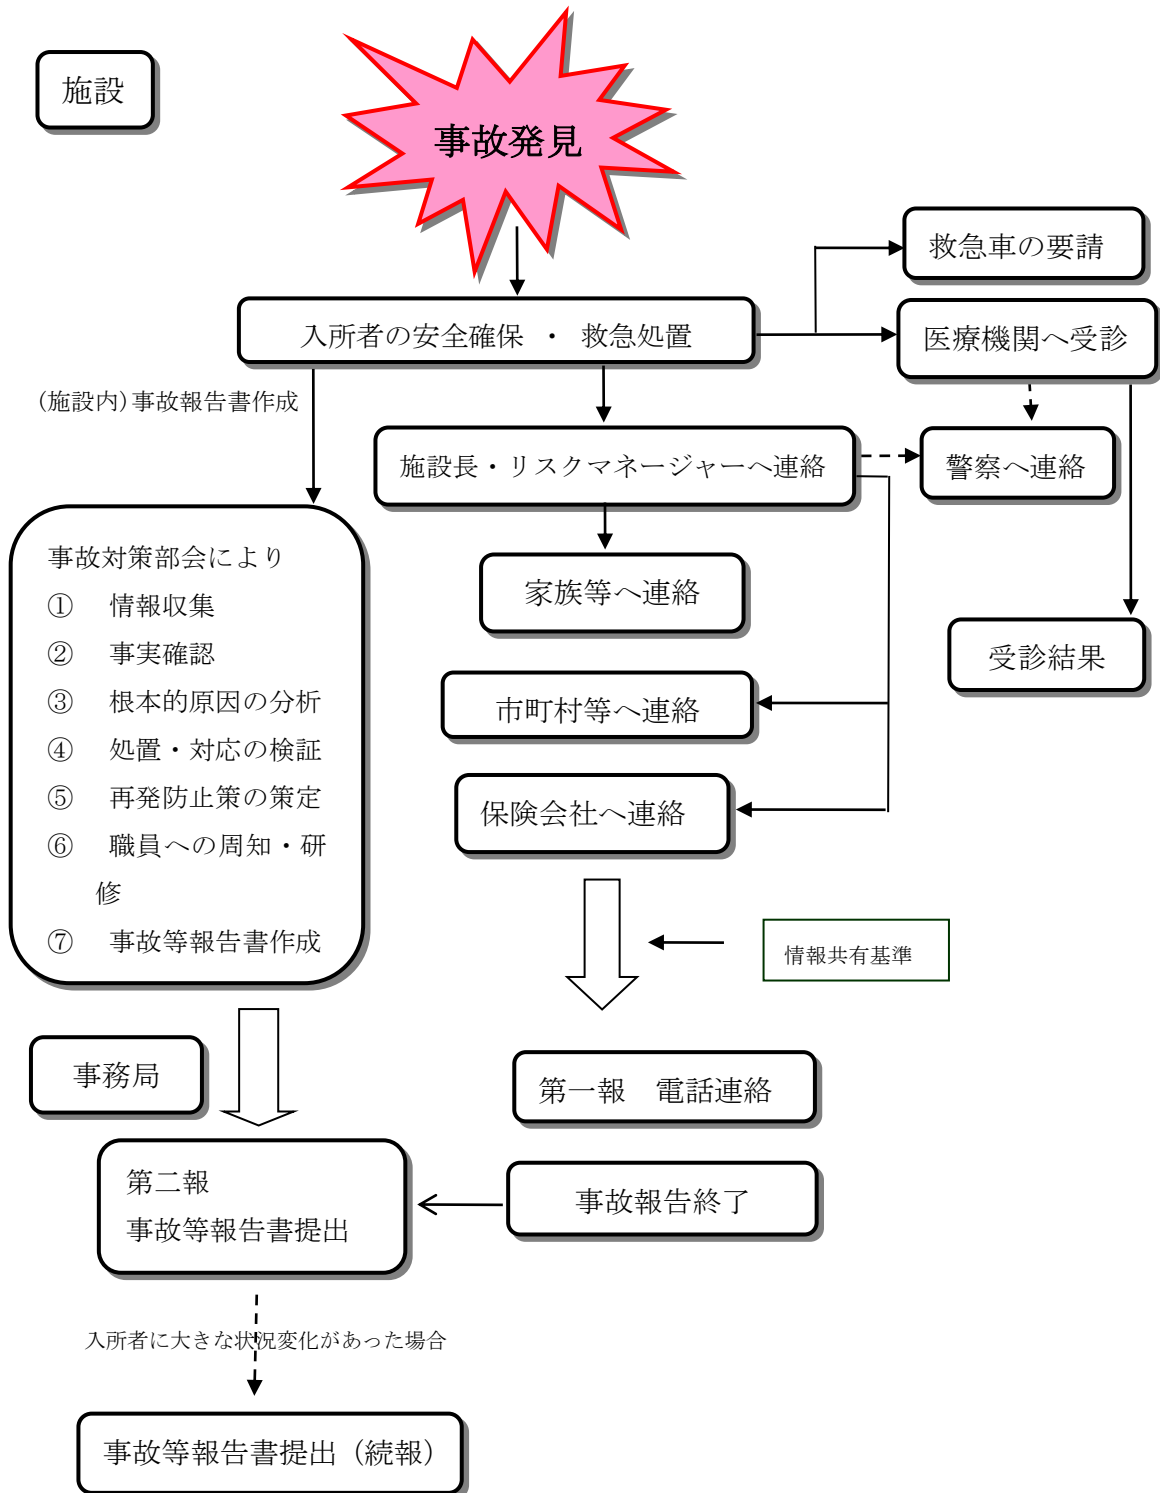 施設
事故発見
救急車の要請
入所者の安全確保 ・ 救急処置
医療機関へ受診
(施設内)事故報告書作成
施設長・リスクマネージャーへ連絡
警察へ連絡
事故対策部会により
① 情報収集
② 事実確認
③ 根本的原因の分析
④ 処置・対応の検証
⑤ 再発防止策の策定
⑥ 職員への周知・研
修
⑦ 事故等報告書作成
家族等へ連絡
受診結果
市町村等へ連絡
保険会社へ連絡
情報共有基準
事務局
第一報 電話連絡
第二報
事故等報告書提出
事故報告終了
入所者に大きな状況変化があった場合
事故等報告書提出（続報）